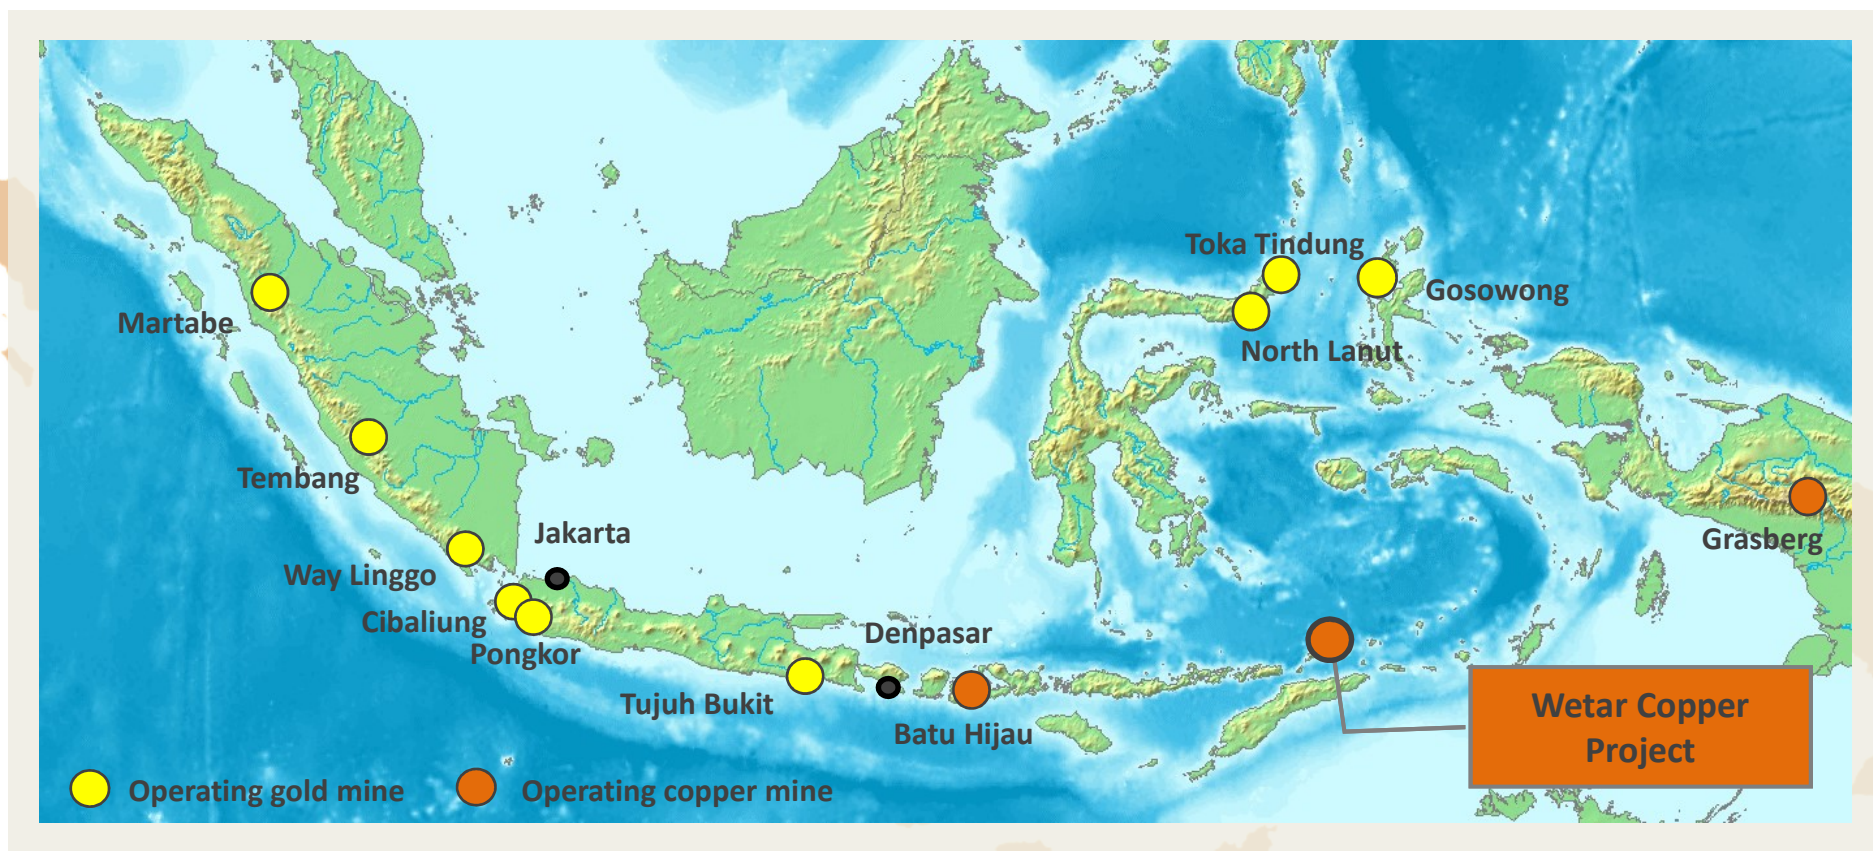 Toka Tindung
Gosowong
Martabe
North Lanut
Tembang
Jakarta
Grasberg
Way Linggo
Cibaliung
Denpasar
Pongkor
Tujuh Bukit
Batu Hijau
Wetar Copper
Project
Operating gold mine
Operating copper mine